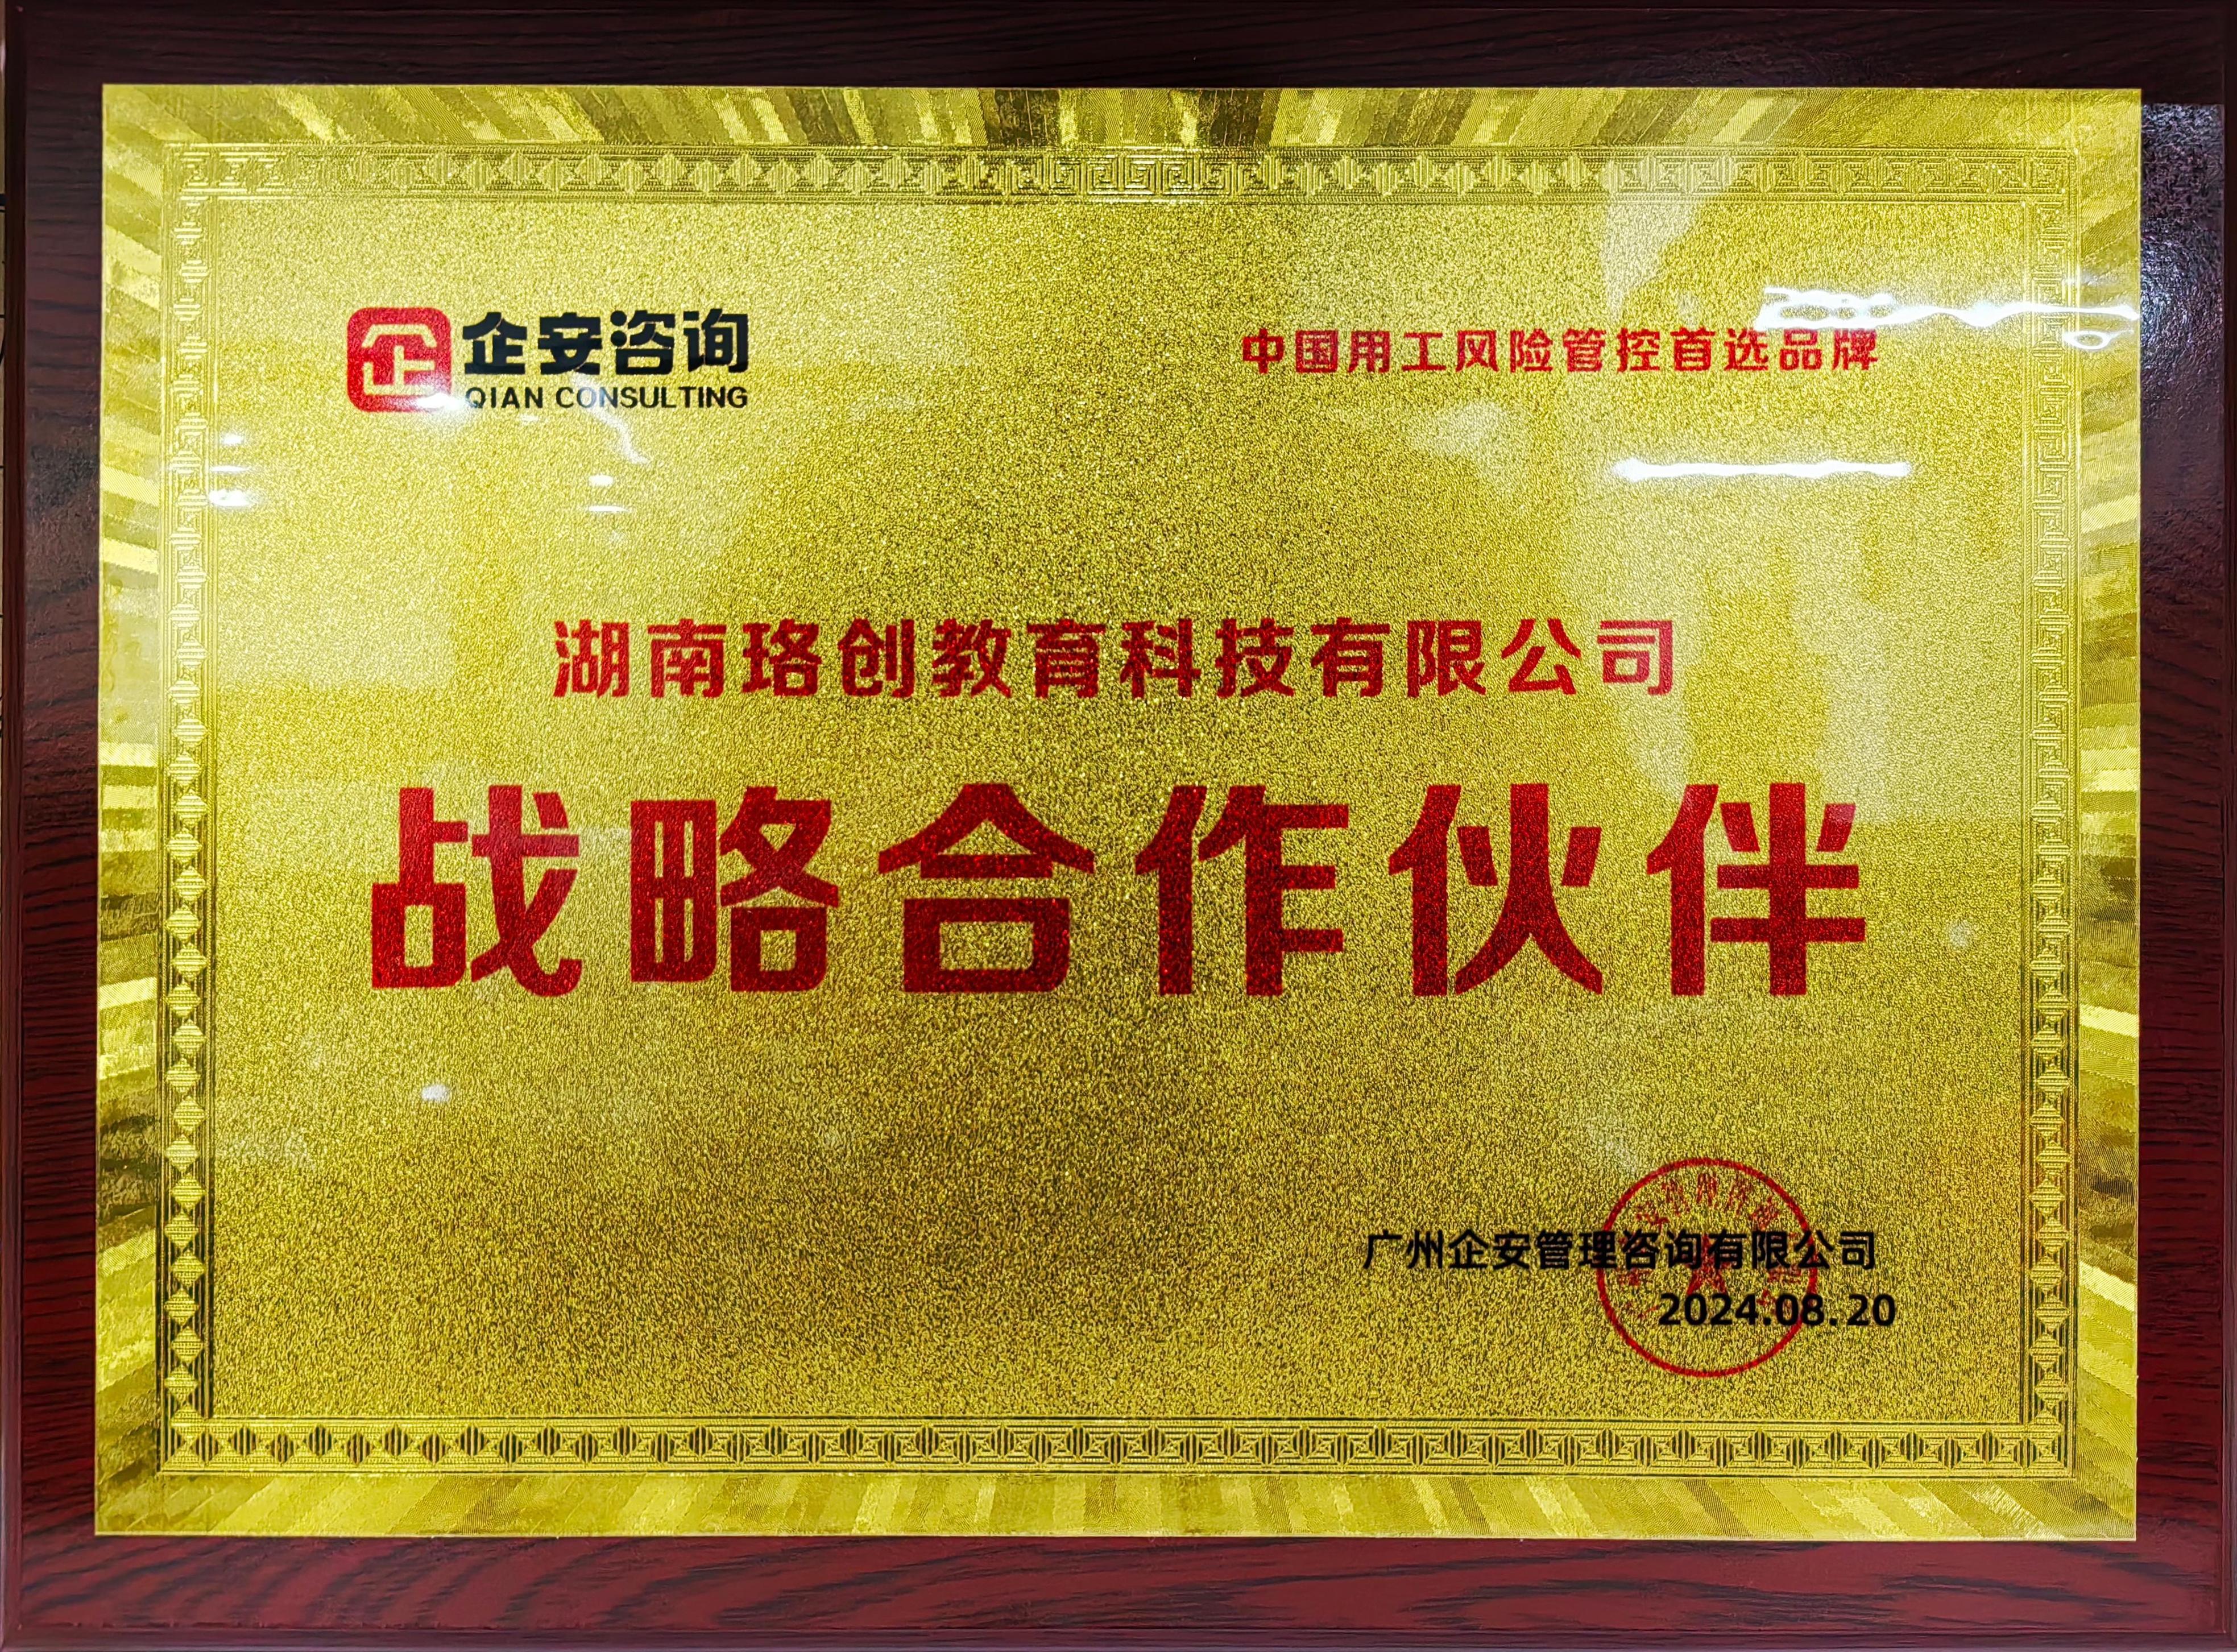 企安咨询
QIAN CONSULTING
中国用工风险管控首选品牌
湖南珞创教育科技有限公司
战略合作伙伴
广州企安管理咨询有限公司
2024.08.20